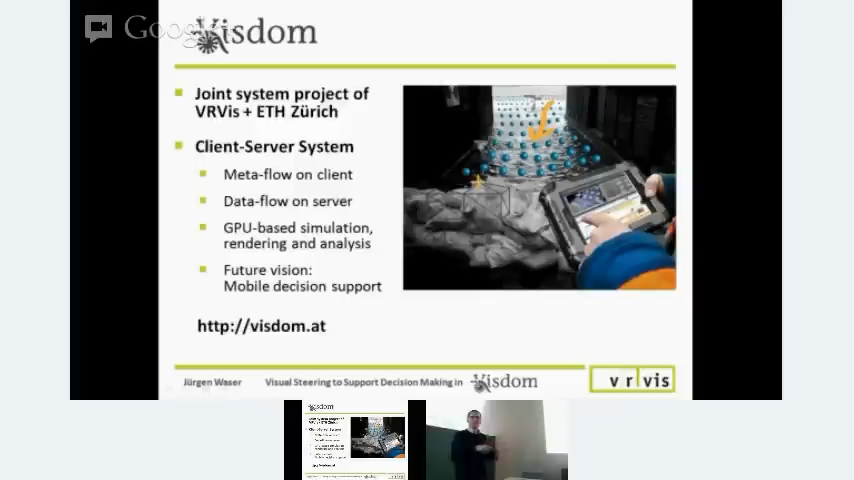 Google+
Visdom
Joint system project of
VRVis + ETH Zürich
Client-Server System
Meta-flow on client
Data-flow on server
GPU-based simulation,
rendering and analysis
Future vision:
Mobile decision support
http://visdom.at
Jürgen Waser
Visual Steering to Support Decision Making in Visdom
vrvis